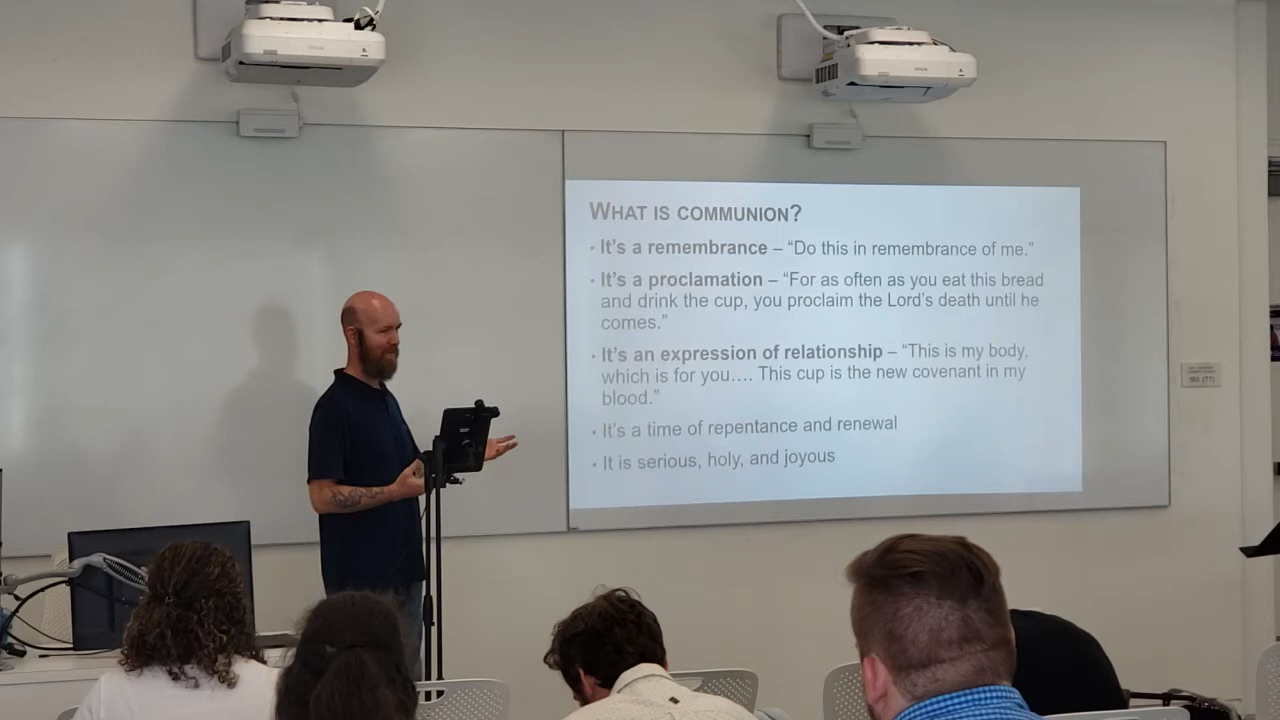 EPSON
EPSON
WHAT IS COMMUNION?
• It's a remembrance – “Do this in remembrance of me.”
• It's a proclamation – “For as often as you eat this bread
and drink the cup, you proclaim the Lord's death until he
comes.”
• It's an expression of relationship – “This is my body,
which is for you…. This cup is the new covenant in my
blood.”
• It's a time of repentance and renewal
• It is serious, holy, and joyous